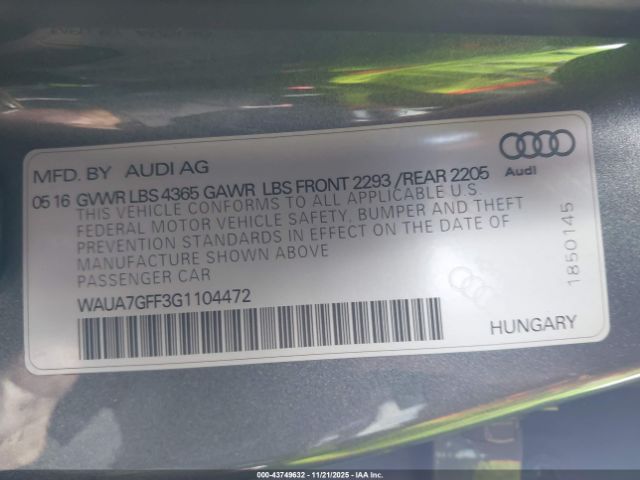 MFD. BY AUDI AG
Audi
05 16 GVWR LBS 4365 GAWR LBS FRONT 2293 /REAR 2205
THIS VEHICLE CONFORMS TO ALL APPLICABLE U.S.
FEDERAL MOTOR VEHICLE SAFETY, BUMPER AND THEFT
PREVENTION STANDARDS IN EFFECT ON THE DATE OF
MANUFACTURE SHOWN ABOVE
PASSENGER CAR
1850145
WAUA7GFF3G1104472
HUNGARY
000-43749632 - 11/21/2025 - IAA Inc.